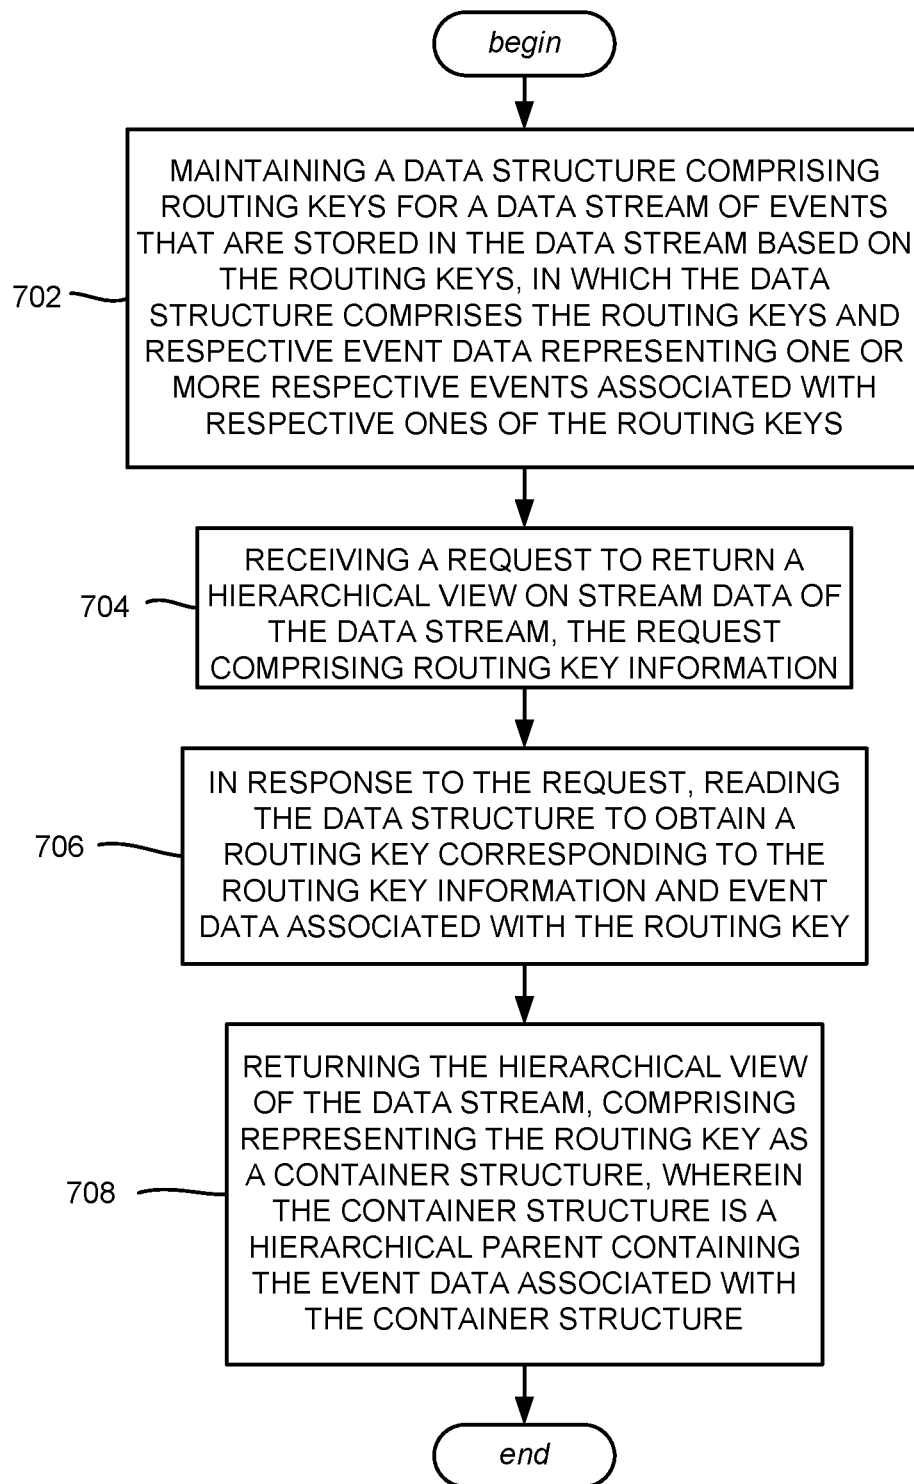 begin
MAINTAINING A DATA STRUCTURE COMPRISING
ROUTING KEYS FOR A DATA STREAM OF EVENTS
THAT ARE STORED IN THE DATA STREAM BASED ON
THE ROUTING KEYS, IN WHICH THE DATA
STRUCTURE COMPRISES THE ROUTING KEYS AND
RESPECTIVE EVENT DATA REPRESENTING ONE OR
MORE RESPECTIVE EVENTS ASSOCIATED WITH
RESPECTIVE ONES OF THE ROUTING KEYS
702
RECEIVING A REQUEST TO RETURN A
HIERARCHICAL VIEW ON STREAM DATA OF
THE DATA STREAM, THE REQUEST
COMPRISING ROUTING KEY INFORMATION
704
IN RESPONSE TO THE REQUEST, READING
THE DATA STRUCTURE TO OBTAIN A
ROUTING KEY CORRESPONDING TO THE
ROUTING KEY INFORMATION AND EVENT
DATA ASSOCIATED WITH THE ROUTING KEY
706
RETURNING THE HIERARCHICAL VIEW
OF THE DATA STREAM, COMPRISING
REPRESENTING THE ROUTING KEY AS
A CONTAINER STRUCTURE, WHEREIN
THE CONTAINER STRUCTURE IS A
HIERARCHICAL PARENT CONTAINING
THE EVENT DATA ASSOCIATED WITH
THE CONTAINER STRUCTURE
708
end